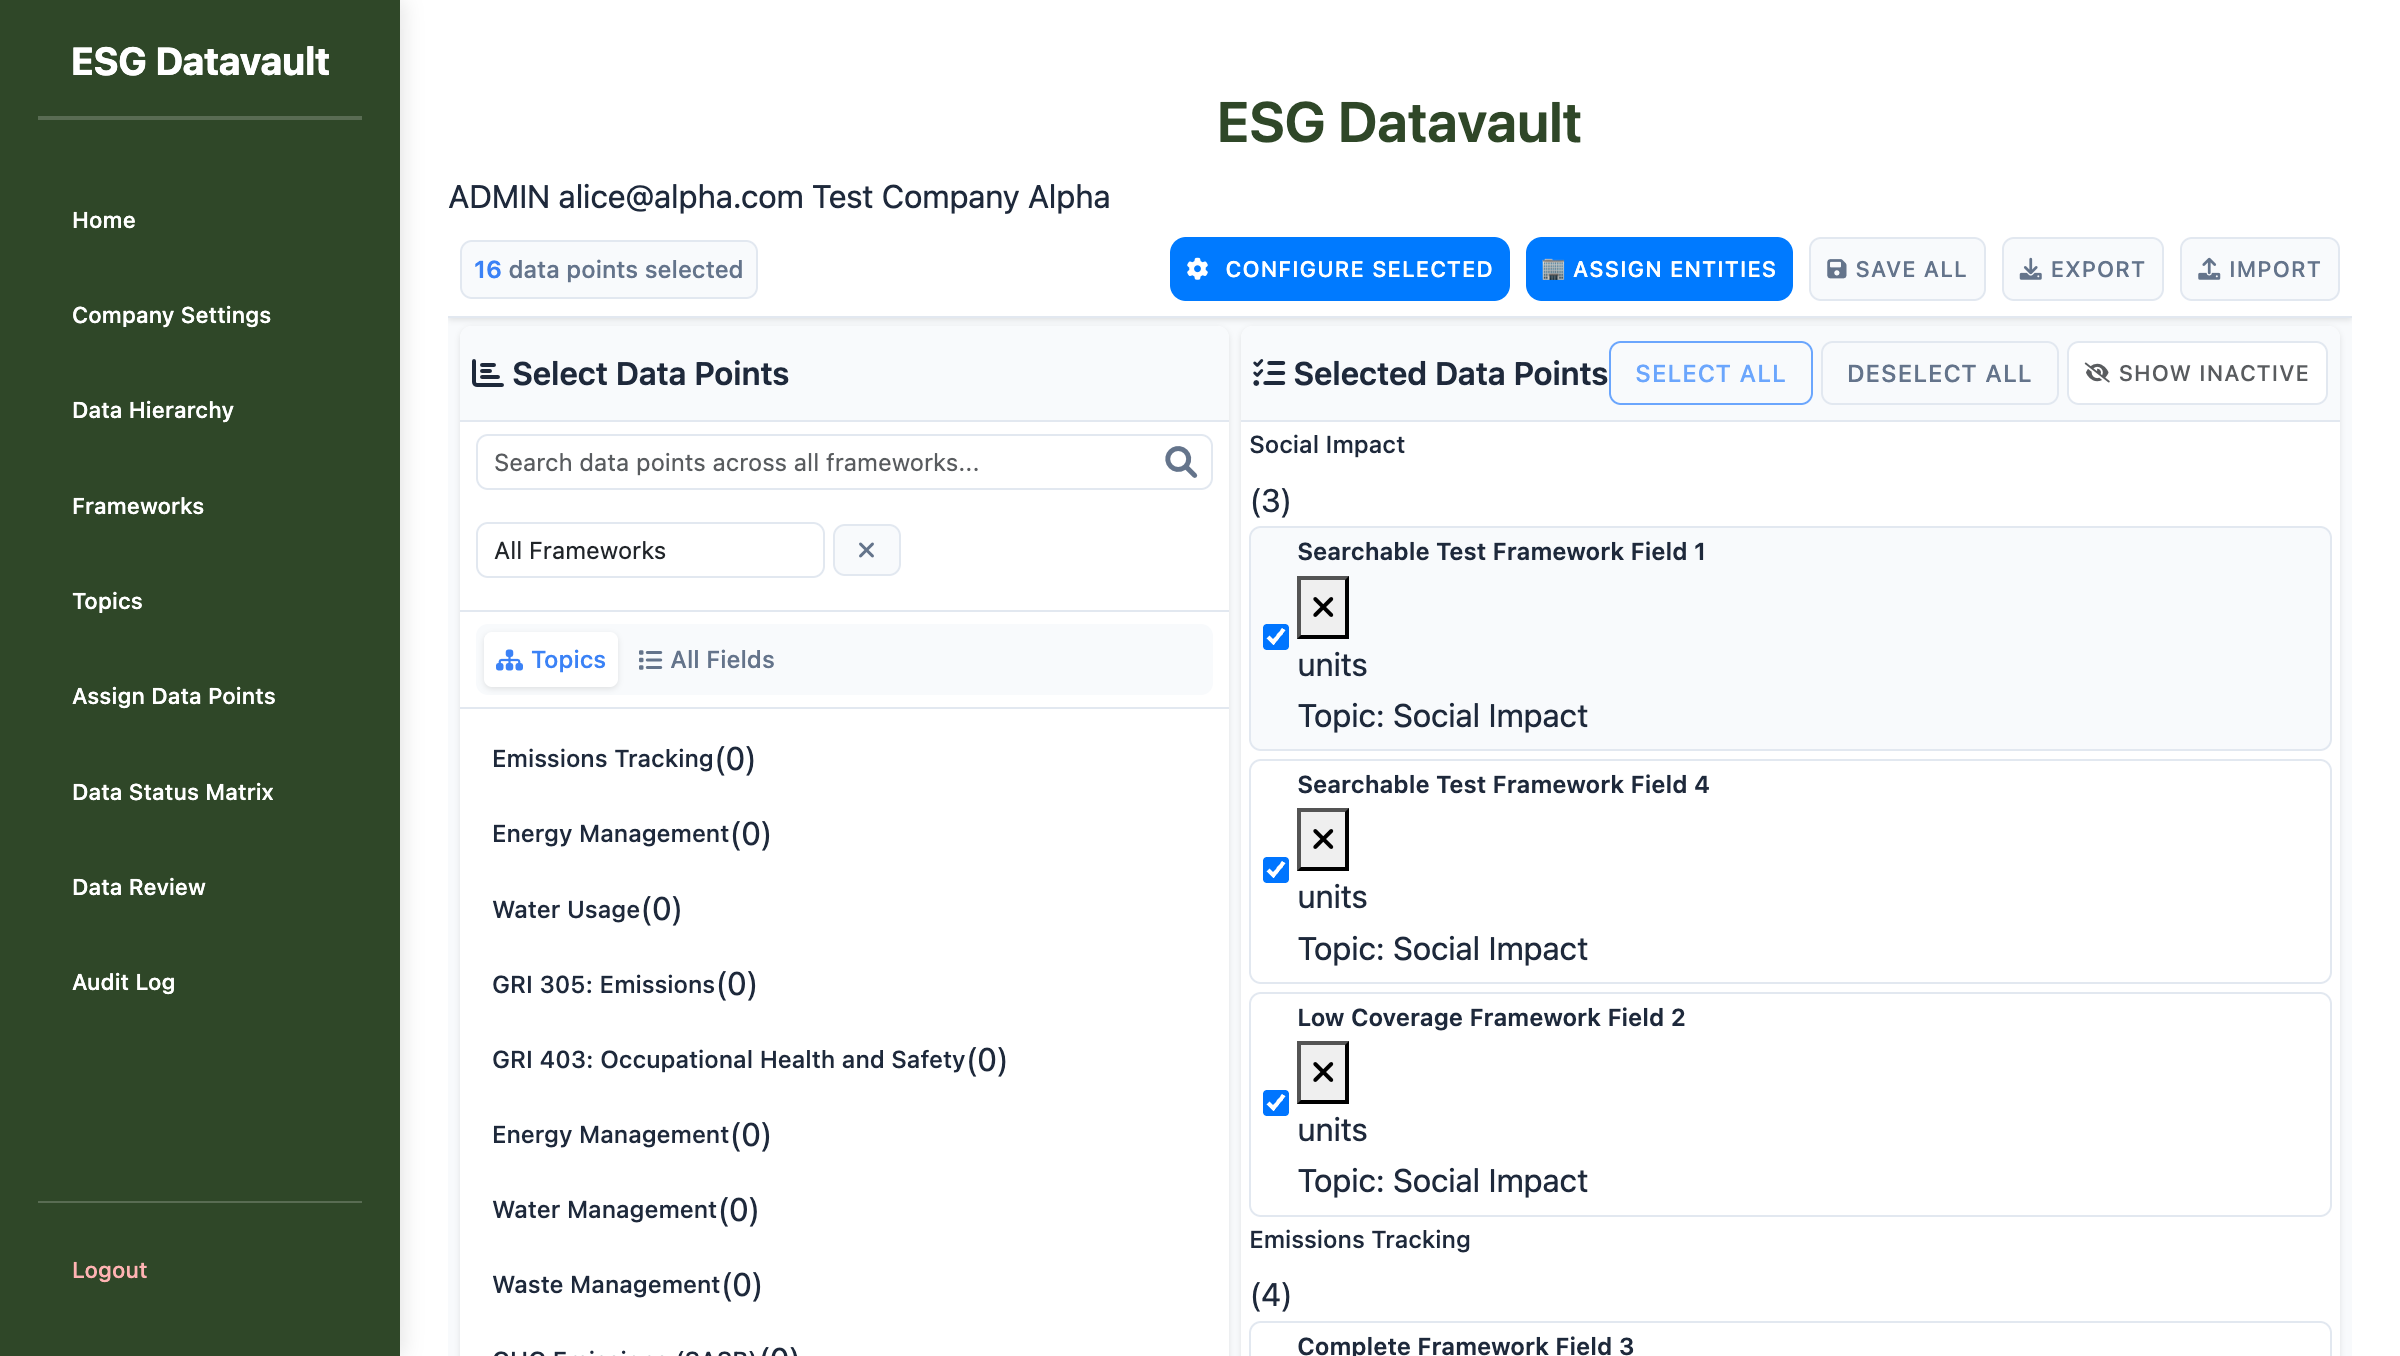 ESG Datavault
Home
Company Settings
Data Hierarchy
Frameworks
Topics
Assign Data Points
Data Status Matrix
Data Review
Audit Log
Logout
ESG Datavault
ADMIN alice@alpha.com Test Company Alpha
16 data points selected
CONFIGURE SELECTED
ASSIGN ENTITIES
SAVE ALL
EXPORT
IMPORT
Select Data Points
Search data points across all frameworks...
All Frameworks
Topics
All Fields
Emissions Tracking(0)
Energy Management(0)
Water Usage(0)
GRI 305: Emissions(0)
GRI 403: Occupational Health and Safety(0)
Energy Management(0)
Water Management(0)
Waste Management(0)
GHG Emissions (SASB)(0)
Selected Data Points
SELECT ALL
DESELECT ALL
SHOW INACTIVE
Social Impact
(3)
Searchable Test Framework Field 1
units
Topic: Social Impact
Searchable Test Framework Field 4
units
Topic: Social Impact
Low Coverage Framework Field 2
units
Topic: Social Impact
Emissions Tracking
(4)
Complete Framework Field 3